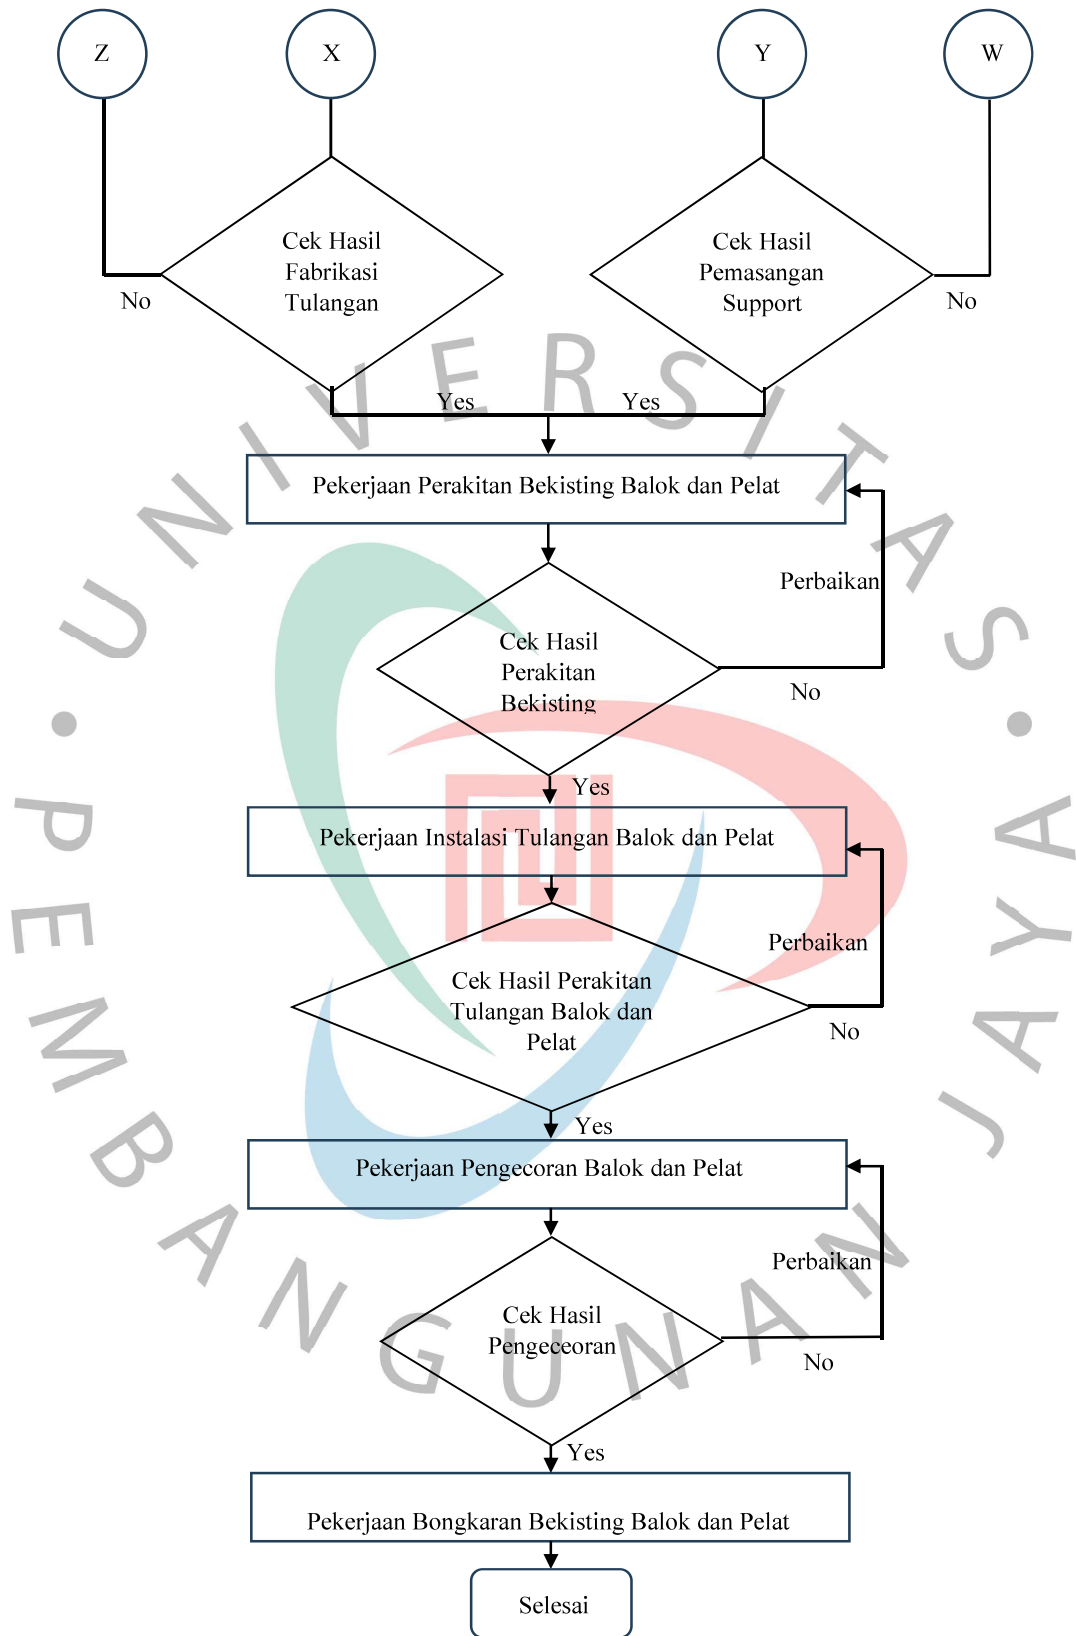 Z
X
Y
W
Cek Hasil
Fabrikasi
Tulangan
Cek Hasil
Pemasangan
Support
No
No
Yes
Yes
Pekerjaan Perakitan Bekisting Balok dan Pelat
Perbaikan
Cek Hasil
Perakitan
Bekisting
No
Yes
Pekerjaan Instalasi Tulangan Balok dan Pelat
Perbaikan
Cek Hasil Perakitan
Tulangan Balok dan
Pelat
No
Yes
Pekerjaan Pengecoran Balok dan Pelat
Perbaikan
Cek Hasil
Pengeceoran
No
Yes
Pekerjaan Bongkaran Bekisting Balok dan Pelat
Selesai
UNIVERSITAS
• PEMBANGUNAN JAYA •